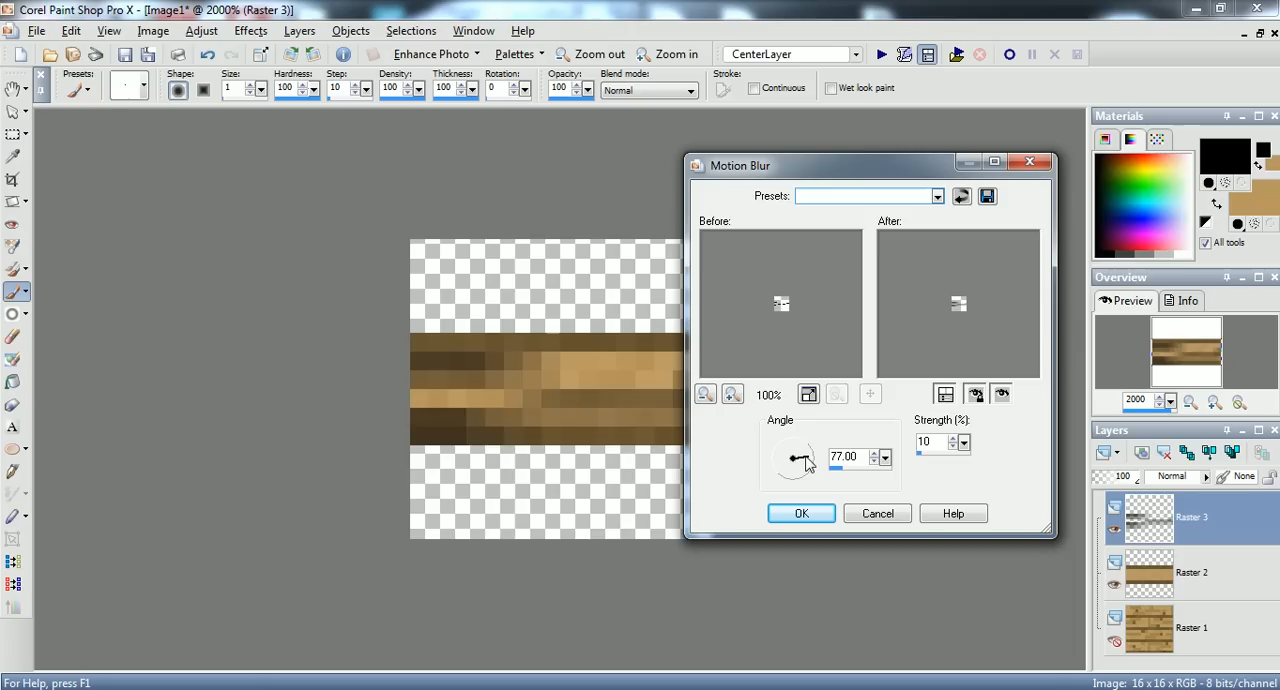 Corel Paint Shop Pro X - [Image1* @ 2000% (Raster 3)]
File Edit View Image Adjust Effects Layers Objects Selections Window Help
Enhance Photo Palettes Zoom out Zoom in CenterLayer
Presets: Shape: Size: Hardness: Step: Density: Thickness: Rotation: Opacity: Blend mode: Stroke:
1 100 10 100 100 0 100 Normal Continuous Wet look paint
Materials
All tools
Overview
Preview Info
2000
Layers
100 Normal None
Raster 3
Raster 2
Raster 1
Motion Blur
Presets:
Before: After:
100%
Angle Strength (%):
77.00 10
OK Cancel Help
For Help, press F1 Image: 16 x 16 x RGB - 8 bits/channel